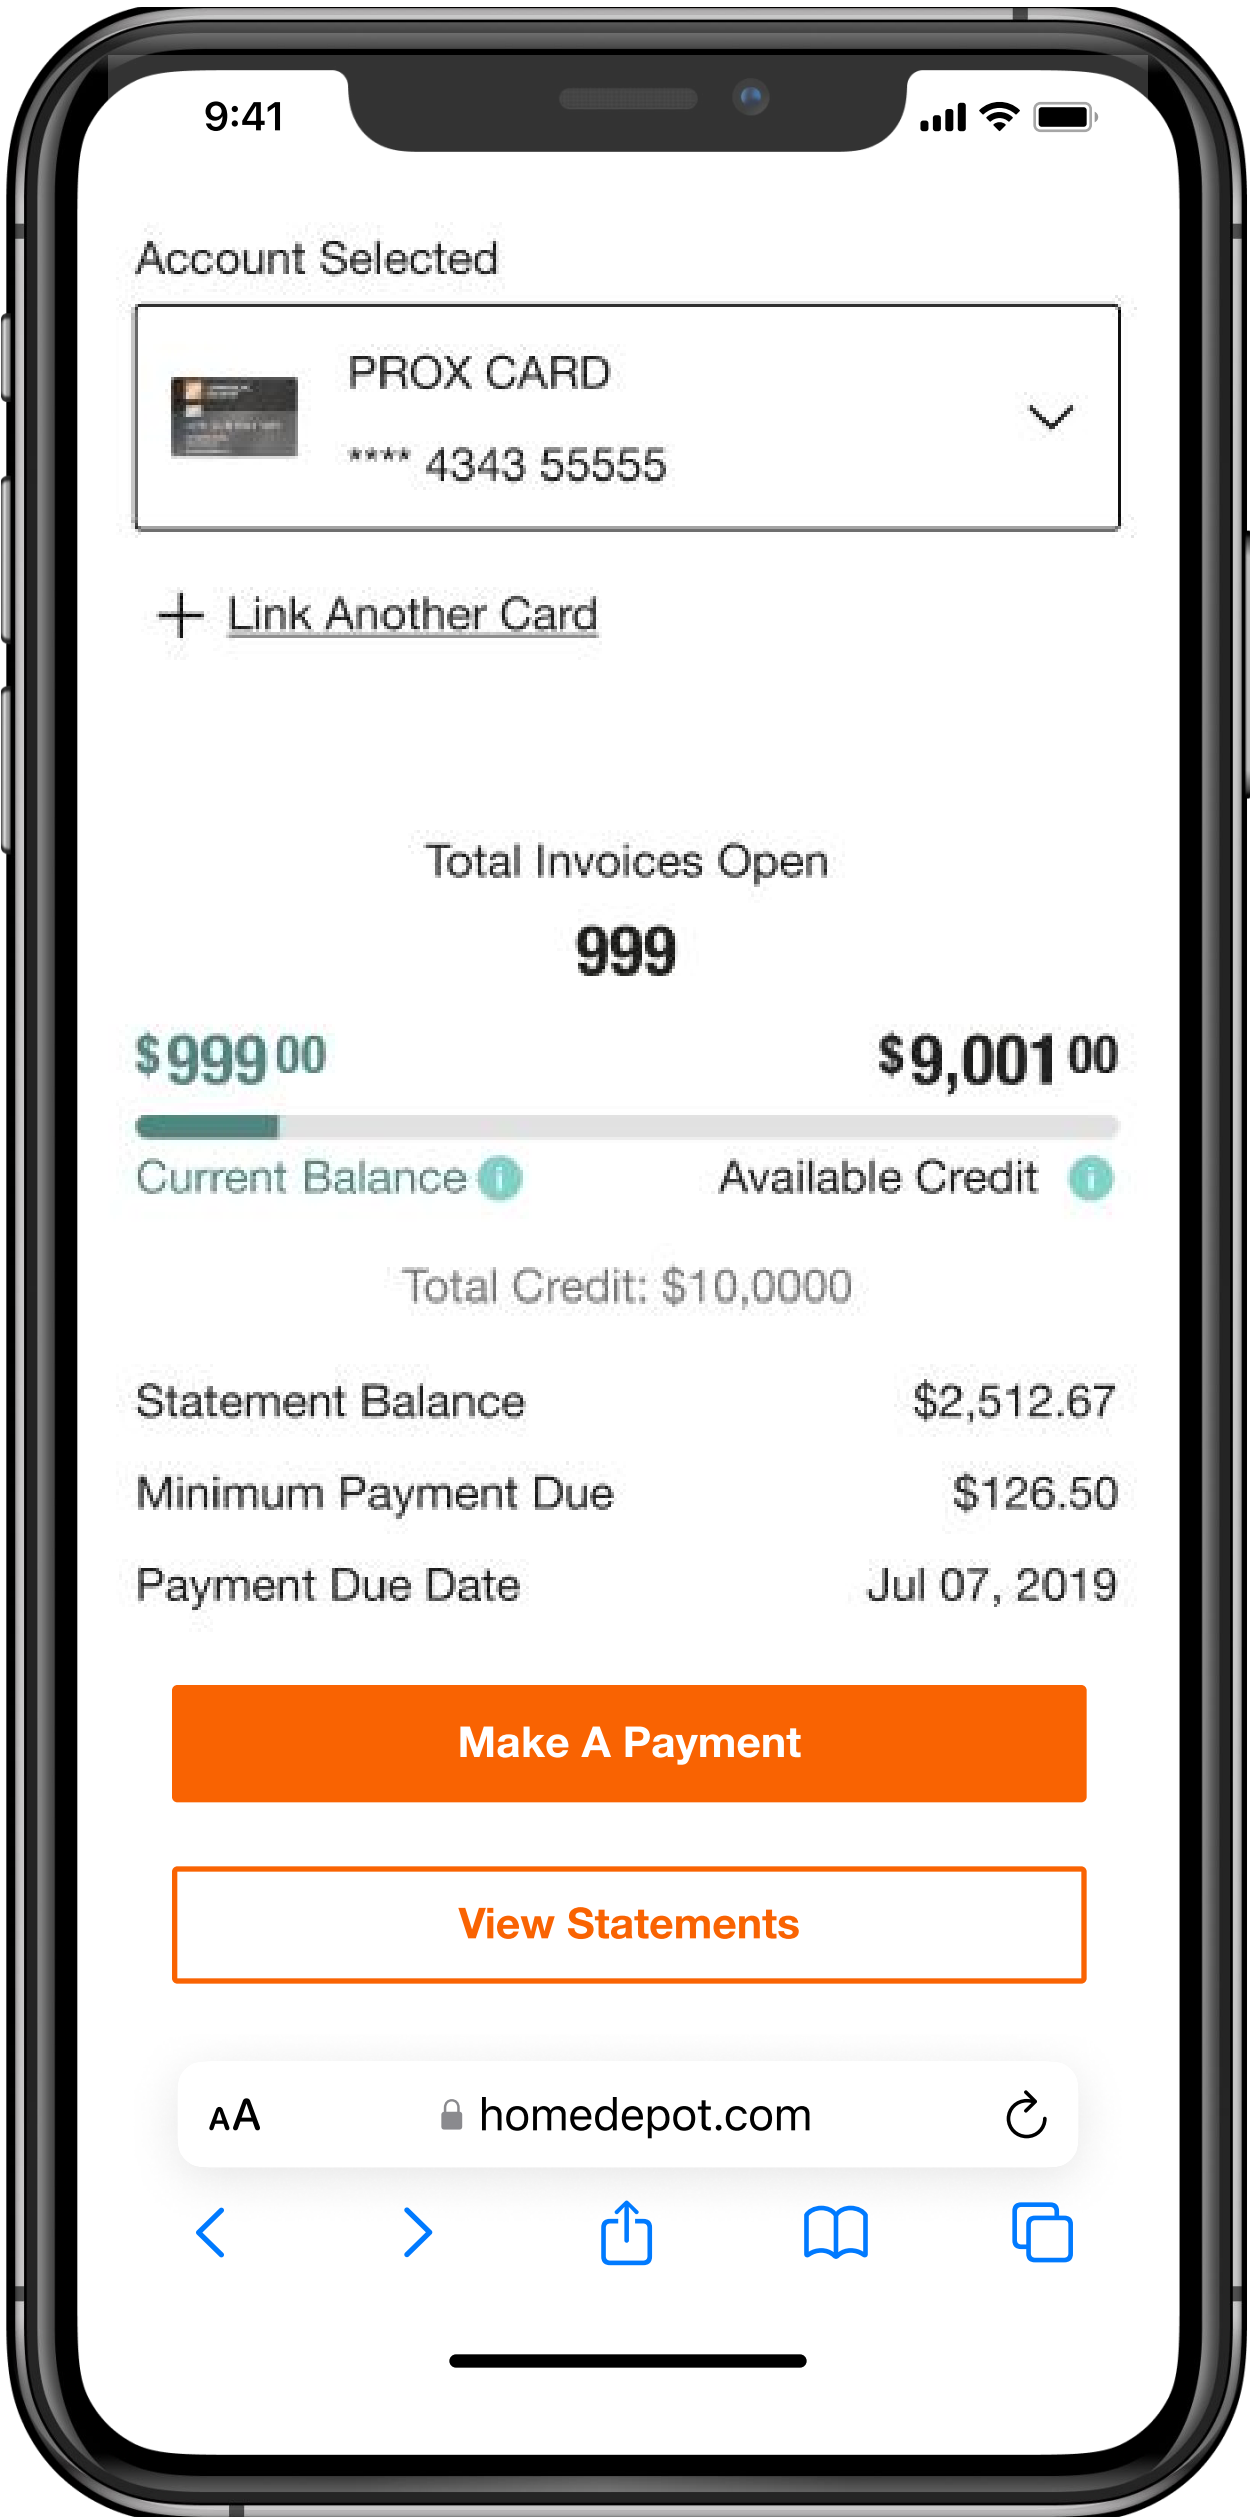 9:41
Account Selected
PROX CARD
**** 4343 55555
+ Link Another Card
Total Invoices Open
999
$999 00 $9,001 00
Current Balance i Available Credit i
Total Credit: $10,0000
Statement Balance $2,512.67
Minimum Payment Due $126.50
Payment Due Date Jul 07, 2019
Make A Payment
View Statements
AA homedepot.com